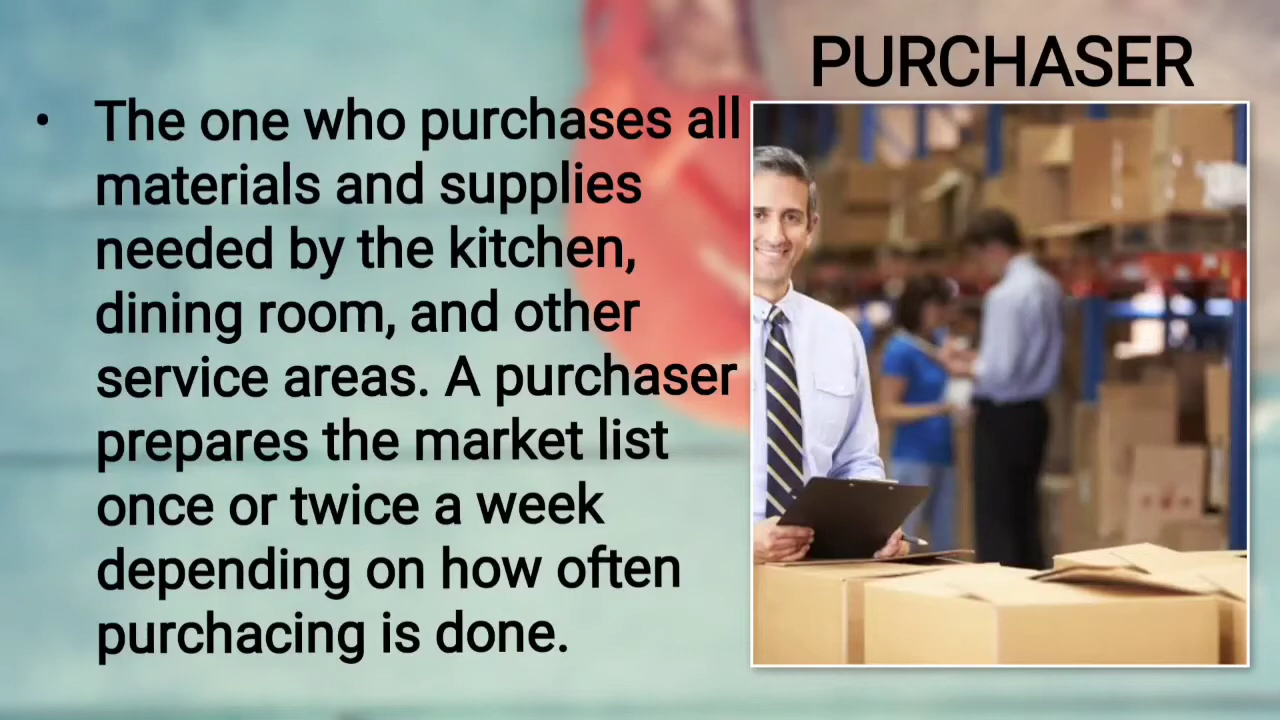 PURCHASER
• The one who purchases all
materials and supplies
needed by the kitchen,
dining room, and other
service areas. A purchaser
prepares the market list
once or twice a week
depending on how often
purchacing is done.